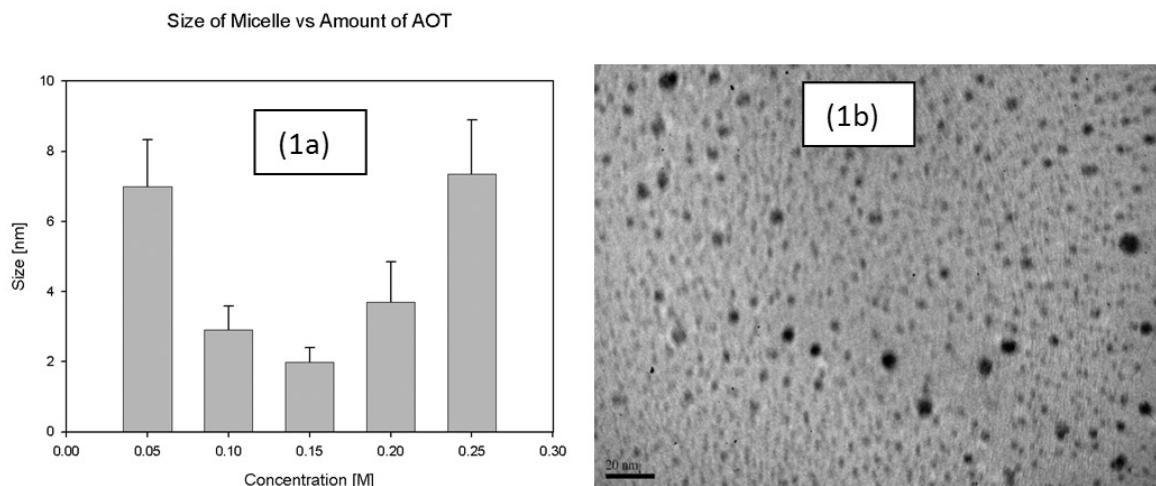 Size of Micelle vs Amount of AOT
10
8
6
4
2
0
Size [nm]
(1a)
0.00 0.05 0.10 0.15 0.20 0.25 0.30
Concentration [M]
(1b)
20 nm